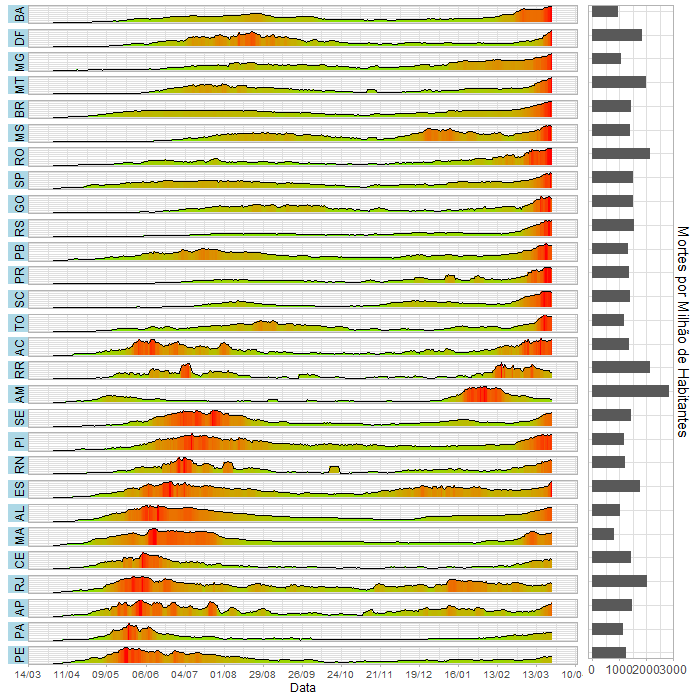 BA
DF
MG
MT
BR
MS
RO
SP
GO
RS
PB
PR
SC
TO
AC
RR
AM
SE
PI
RN
ES
AL
MA
CE
RJ
AP
PA
PE
14/03 11/04 09/05 06/06 04/07 01/08 29/08 26/09 24/10 21/11 19/12 16/01 13/02 13/03 10/0
Data
0 1000 2000 3000
Mortes por Milhão de Habitantes